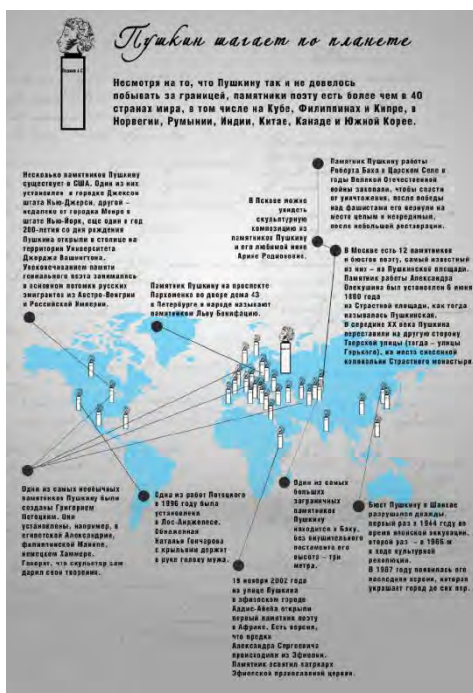 Пушкин шагает по планете
Несмотря на то, что Пушкину так и не довелось
побывать за границей, памятники поэту есть более чем в 40
странах мира, в том числе на Кубе, Филиппинах и Кипре, в
Норвегии, Румынии, Индии, Китае, Канаде и Южной Корее.
Несколько памятников Пушкину
существует в США. Один из них
установлен в городке Джексон
штата Нью-Джерси, другой –
недалеко от городка Монро в
штате Нью-Йорк, еще один в год
200-летия со дня рождения
Пушкина открыли в столице на
территории Университета
Джорджа Вашингтона.
Увековечиванием памяти
гениального поэта занимались
в основном потомки русских
эмигрантов из Австро-Венгрии
и Российской Империи.
В Пскове можно
увидеть
скульптурную
композицию из
памятников Пушкину
и его любимой няне
Арине Родионовне.
Памятник Пушкину работы
Роберта Баха в Царском Селе в
годы Великой Отечественной
войны закопали, чтобы спасти
от уничтожения, после победы
над фашистами его вернули на
место целым и невредимым,
после небольшой реставрации.
Памятник Пушкину на проспекте
Пархоменко во дворе дома 43
в Петербурге в народе называют
памятником Льву Бонифацию.
В Москве есть 12 памятников
и бюстов поэту, самый известный
из них – на Пушкинской площади.
Памятник работы Александра
Опекушина был установлен 6 июня
1880 года
на Страстной площади, как тогда
называлась Пушкинская.
В середине XX века Пушкина
переставили на другую сторону
Тверской улицы (тогда – улицы
Горького), на место снесенной
колокольни Страстного монастыря.
Одни из самых необычных
памятников Пушкину были
созданы Григорием
Потоцким. Они
установлены, например, в
египетской Александрии,
филиппинской Маниле,
немецком Хаммере.
Говорят, что скульптор сам
дарил свои творения.
Одна из работ Потоцкого
в 1996 году была
установлена
в Лос-Анджелесе.
Обнаженная
Наталья Гончарова
с крыльями держит
в руке голову мужа.
Один из самых
больших
заграничных
памятников
Пушкину
находится в Баку,
без внушительного
постамента его
высота – три
метра.
Бюст Пушкину в Шанхае
разрушался дважды,
первый раз в 1944 году во
время японской оккупации,
второй раз – в 1966-м
в ходе культурной
революции.
В 1987 году появилась его
последняя версия, которая
украшает город до сих пор.
19 ноября 2002 года
на улице Пушкина
в эфиопском городе
Аддис-Абеба открыли
первый памятник поэту
в Африке. Есть версия,
что предки
Александра Сергеевича
происходили из Эфиопии.
Памятник освятил патриарх
Эфиопской православной церкви.